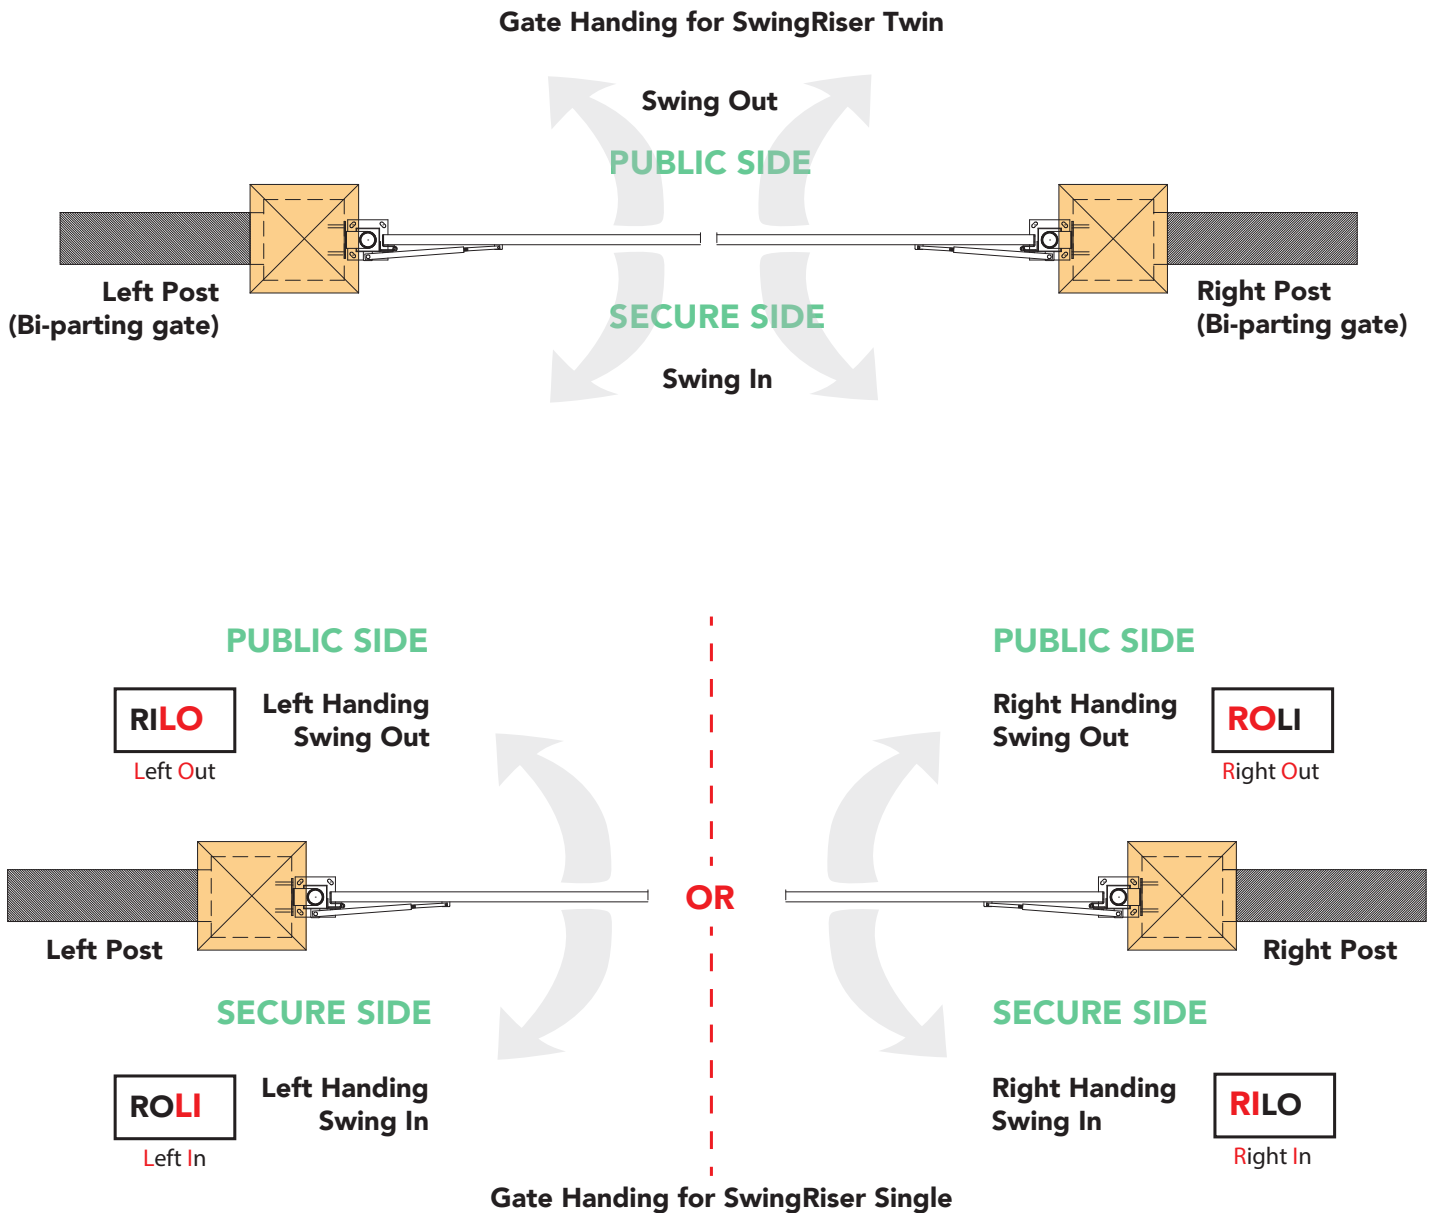 Gate Handing for SwingRiser Twin
Swing Out
PUBLIC SIDE
Left Post
(Bi-parting gate)
SECURE SIDE
Right Post
(Bi-parting gate)
Swing In
PUBLIC SIDE
RILO
Left Out
Left Handing
Swing Out
PUBLIC SIDE
Right Handing
Swing Out
ROLI
Right Out
Left Post
OR
Right Post
SECURE SIDE
ROLI
Left In
Left Handing
Swing In
SECURE SIDE
Right Handing
Swing In
RILO
Right In
Gate Handing for SwingRiser Single